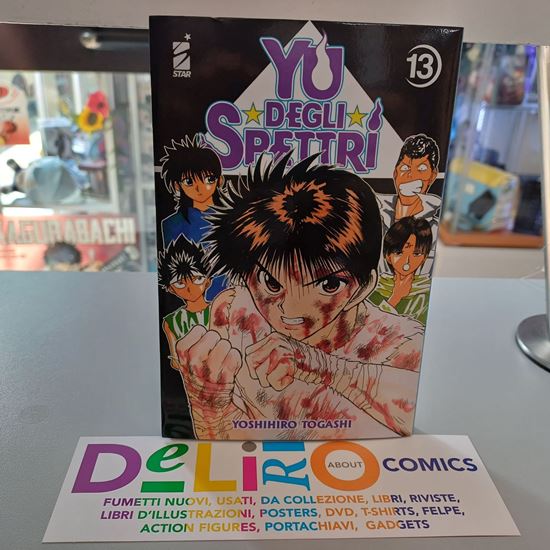 STAR
YU
DEGLI
SPETTRI
13
YOSHIHIRO TOGASHI
KAGURABACHI
DeLiRiO
ABOUT
COMICS
FUMETTI NUOVI, USATI, DA COLLEZIONE, LIBRI, RIVISTE,
LIBRI D'ILLUSTRAZIONI, POSTERS, DVD, T-SHIRTS, FELPE,
ACTION FIGURES, PORTACHIAVI, GADGETS